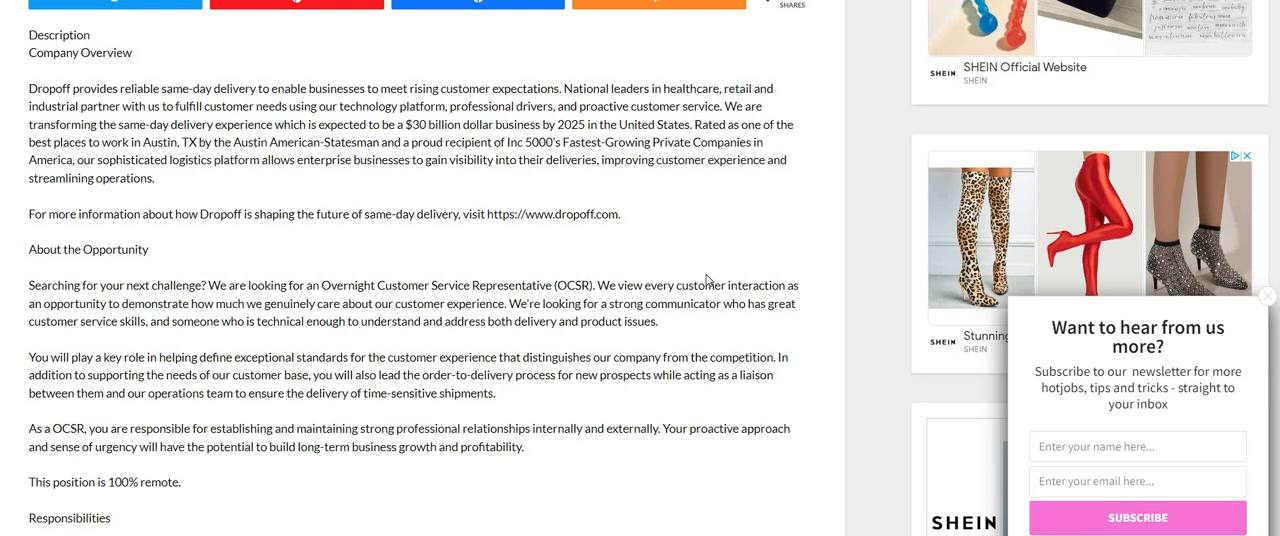 SHARES
Description
Company Overview
Dropoff provides reliable same-day delivery to enable businesses to meet rising customer expectations. National leaders in healthcare, retail and
industrial partner with us to fulfill customer needs using our technology platform, professional drivers, and proactive customer service. We are
transforming the same-day delivery experience which is expected to be a $30 billion dollar business by 2025 in the United States. Rated as one of the
best places to work in Austin, TX by the Austin American-Statesman and a proud recipient of Inc 5000's Fastest-Growing Private Companies in
America, our sophisticated logistics platform allows enterprise businesses to gain visibility into their deliveries, improving customer experience and
streamlining operations.
For more information about how Dropoff is shaping the future of same-day delivery, visit https://www.dropoff.com.
About the Opportunity
Searching for your next challenge? We are looking for an Overnight Customer Service Representative (OCSR). We view every customer interaction as
an opportunity to demonstrate how much we genuinely care about our customer experience. We're looking for a strong communicator who has great
customer service skills, and someone who is technical enough to understand and address both delivery and product issues.
You will play a key role in helping define exceptional standards for the customer experience that distinguishes our company from the competition. In
addition to supporting the needs of our customer base, you will also lead the order-to-delivery process for new prospects while acting as a liaison
between them and our operations team to ensure the delivery of time-sensitive shipments.
As a OCSR, you are responsible for establishing and maintaining strong professional relationships internally and externally. Your proactive approach
and sense of urgency will have the potential to build long-term business growth and profitability.
This position is 100% remote.
Responsibilities
SHEIN
SHEIN Official Website
SHEIN
SHEIN
Stunning
SHEIN
SHEIN
Want to hear from us
more?
Subscribe to our newsletter for more
hotjobs, tips and tricks - straight to
your inbox
Enter your name here...
Enter your email here...
SUBSCRIBE